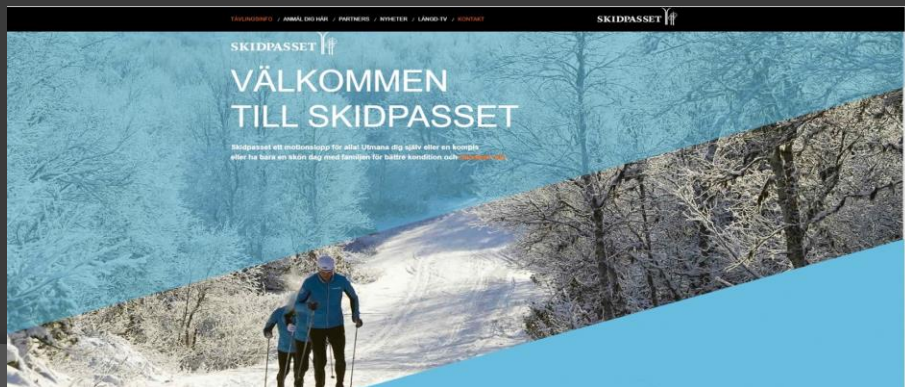 TÄVLINGSINFO / ANMÄL DIG HÄR / PARTNERS / NYHETER / LÄNGD-TV / KONTAKT
SKIDPASSET
SKIDPASSET
VÄLKOMMEN
TILL SKIDPASSET
Skidpasset ett motionslopp för alla! Utmana dig själv eller en kompis
eller ha bara en skön dag med familjen för bättre kondition och